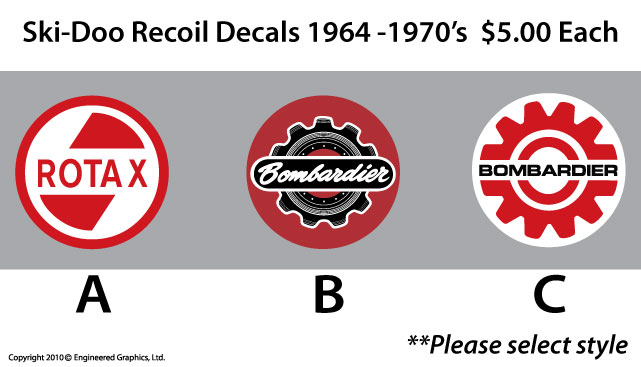 Ski-Doo Recoil Decals 1964 -1970’s  $5.00 Each
ROTAX
Bombardier
BOMBARDIER
A
B
C
**Please select style
Copyright 2010 © Engineered Graphics, Ltd.